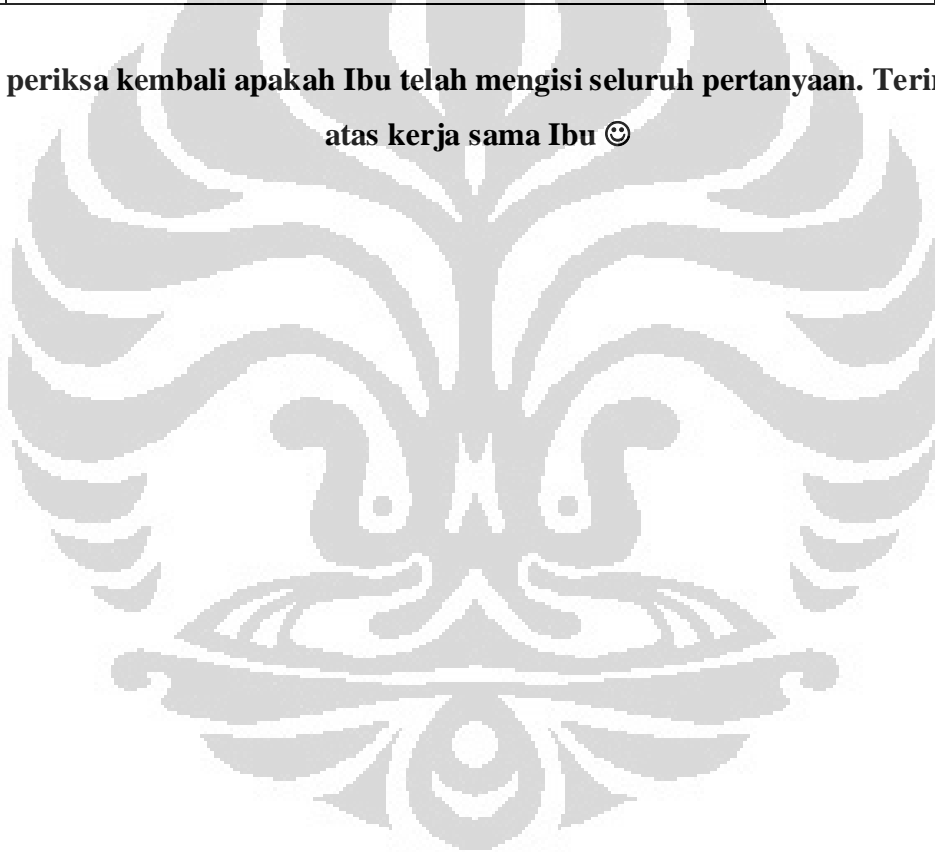 periksa kembali apakah Ibu telah mengisi seluruh pertanyaan. Teri
atas kerja sama Ibu ☺